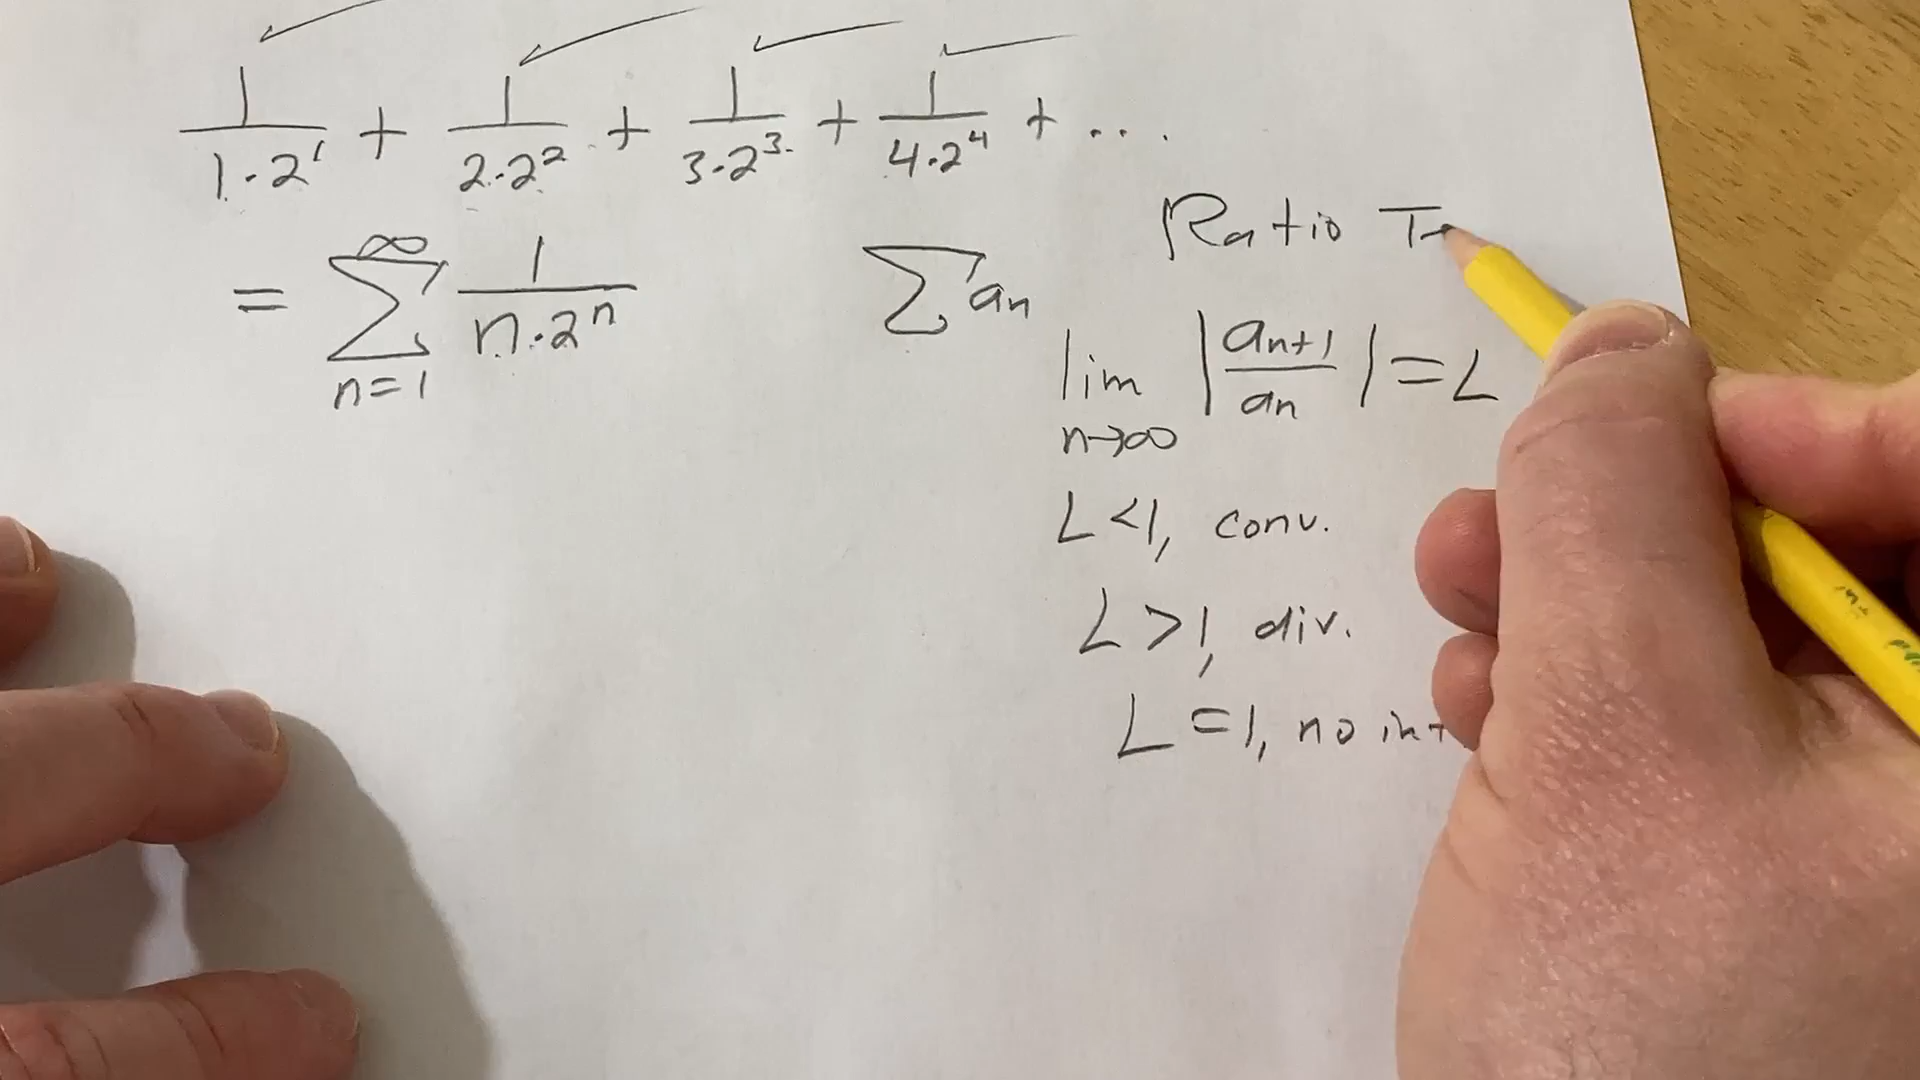 1/(1·2^1) + 1/(2·2^2) + 1/(3·2^3) + 1/(4·2^4) + ...
Ratio
= ∑_{n=1}^{∞} 1/(n·2^n)
∑ an
lim_{n→∞} |a_{n+1}/a_n| = L
L < 1, conv.
L > 1, div.
L = 1, no